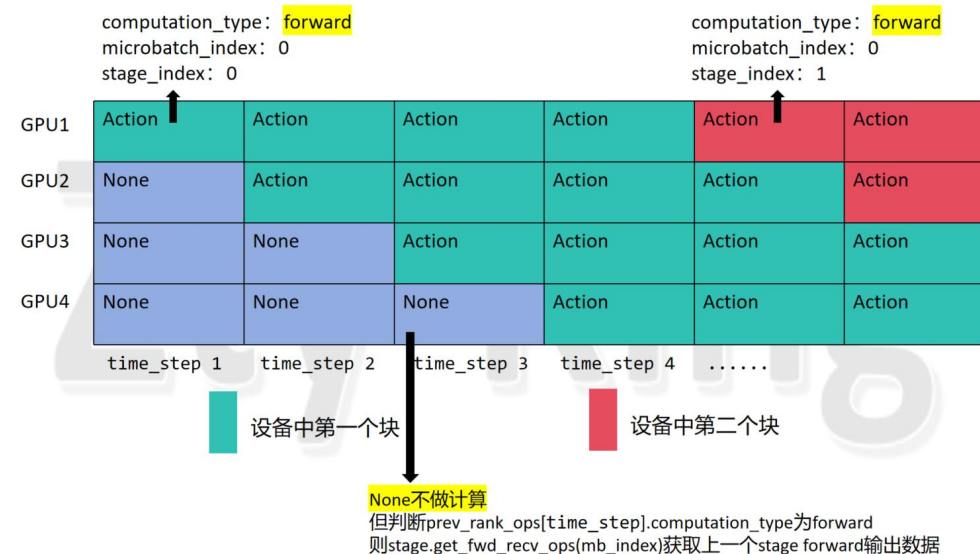 computation_type：forward
microbatch_index：0
stage_index：0
computation_type：forward
microbatch_index：0
stage_index：1
GPU1 Action Action Action Action Action Action
GPU2 None Action Action Action Action Action
GPU3 None None Action Action Action Action
GPU4 None None None Action Action Action
time_step 1 time_step 2 time_step 3 time_step 4 ......
设备中第一个块 设备中第二个块
None不做计算
但判断prev_rank_ops[time_step].computation_type为forward
则stage.get_fwd_recv_ops(mb_index)获取上一个stage forward输出数据